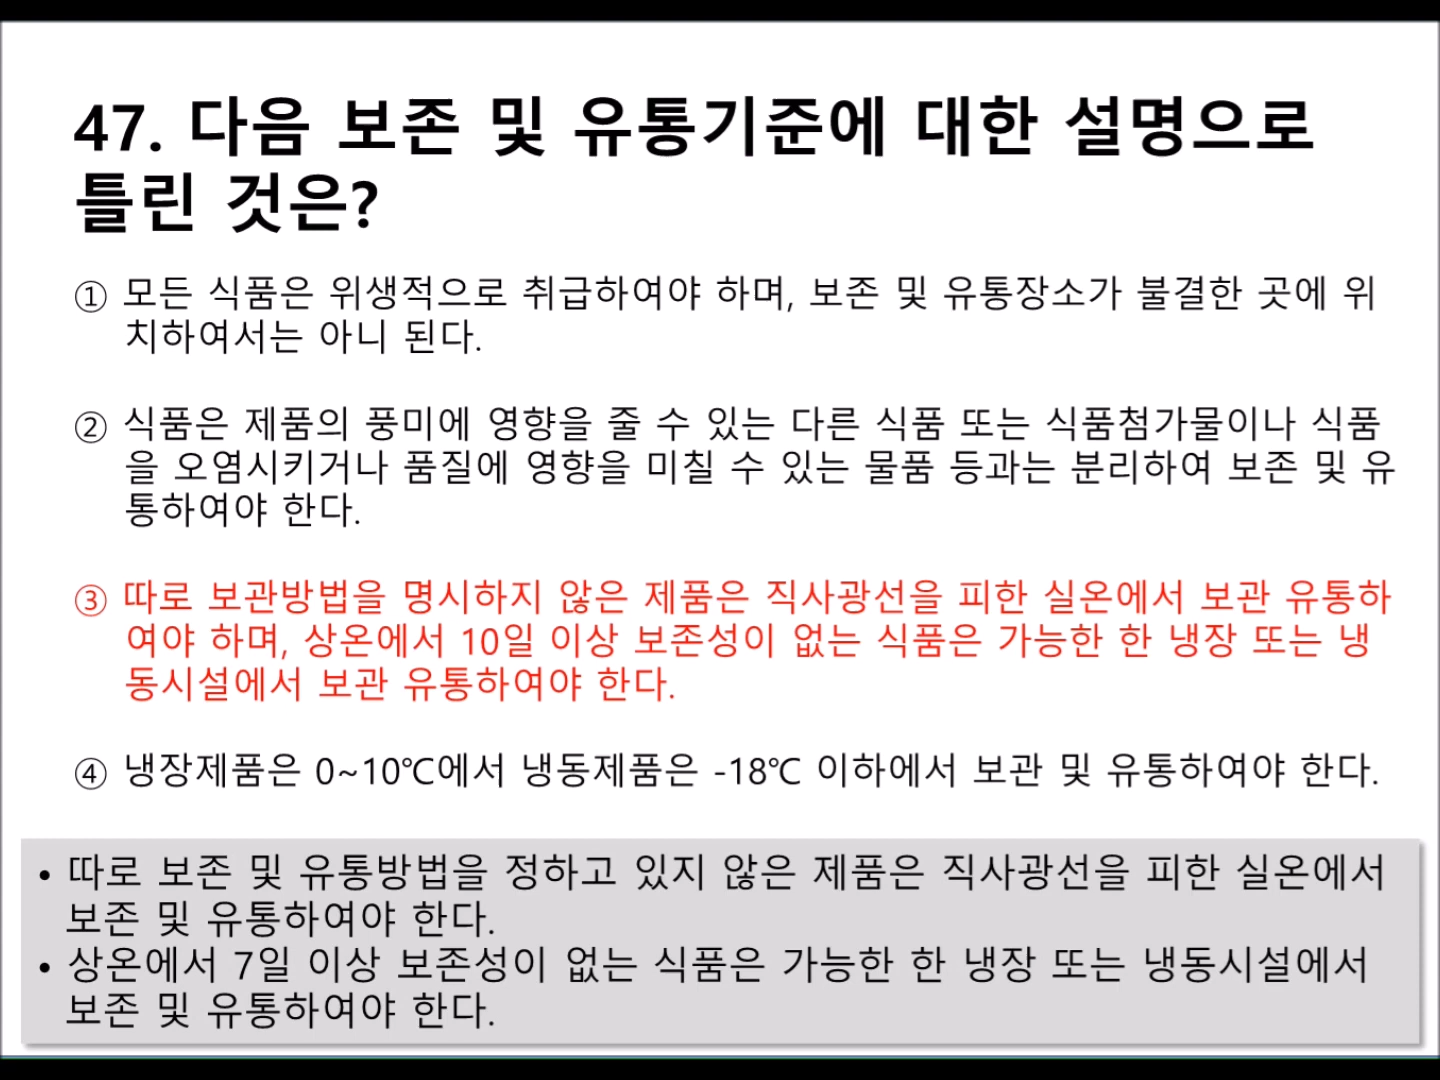 47. 다음 보존 및 유통기준에 대한 설명으로
틀린 것은?
① 모든 식품은 위생적으로 취급하여야 하며, 보존 및 유통장소가 불결한 곳에 위
치하여서는 아니 된다.
② 식품은 제품의 풍미에 영향을 줄 수 있는 다른 식품 또는 식품첨가물이나 식품
을 오염시키거나 품질에 영향을 미칠 수 있는 물품 등과는 분리하여 보존 및 유
통하여야 한다.
③ 따로 보관방법을 명시하지 않은 제품은 직사광선을 피한 실온에서 보관 유통하
여야 하며, 상온에서 10일 이상 보존성이 없는 식품은 가능한 한 냉장 또는 냉
동시설에서 보관 유통하여야 한다.
④ 냉장제품은 0~10℃에서 냉동제품은 -18℃ 이하에서 보관 및 유통하여야 한다.
• 따로 보존 및 유통방법을 정하고 있지 않은 제품은 직사광선을 피한 실온에서
보존 및 유통하여야 한다.
• 상온에서 7일 이상 보존성이 없는 식품은 가능한 한 냉장 또는 냉동시설에서
보존 및 유통하여야 한다.